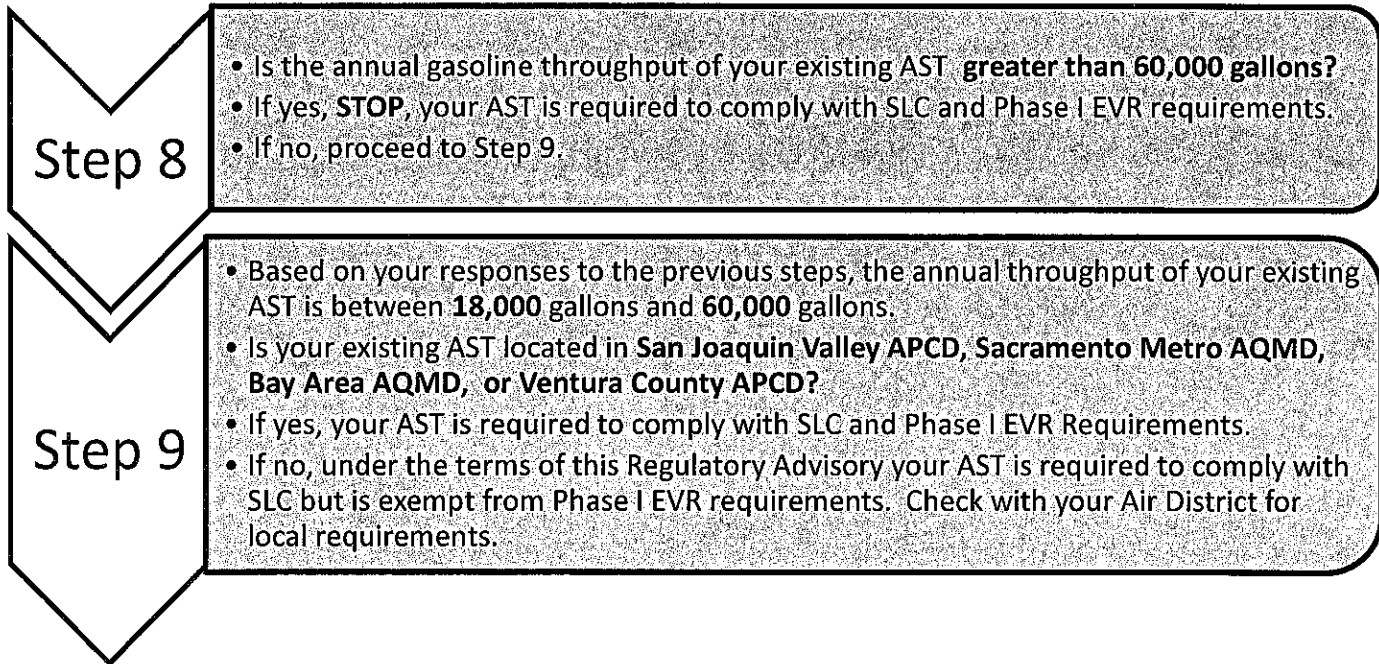 Step 8
• Is the annual gasoline throughput of your existing AST greater than 60,000 gallons?
• If yes, STOP, your AST is required to comply with SLC and Phase I EVR requirements.
• If no, proceed to Step 9.
Step 9
• Based on your responses to the previous steps, the annual throughput of your existing
AST is between 18,000 gallons and 60,000 gallons.
• Is your existing AST located in San Joaquin Valley APCD, Sacramento Metro AQMD,
Bay Area AQMD, or Ventura County APCD?
• If yes, your AST is required to comply with SLC and Phase I EVR Requirements.
• If no, under the terms of this Regulatory Advisory your AST is required to comply with
SLC but is exempt from Phase I EVR requirements. Check with your Air District for
local requirements.